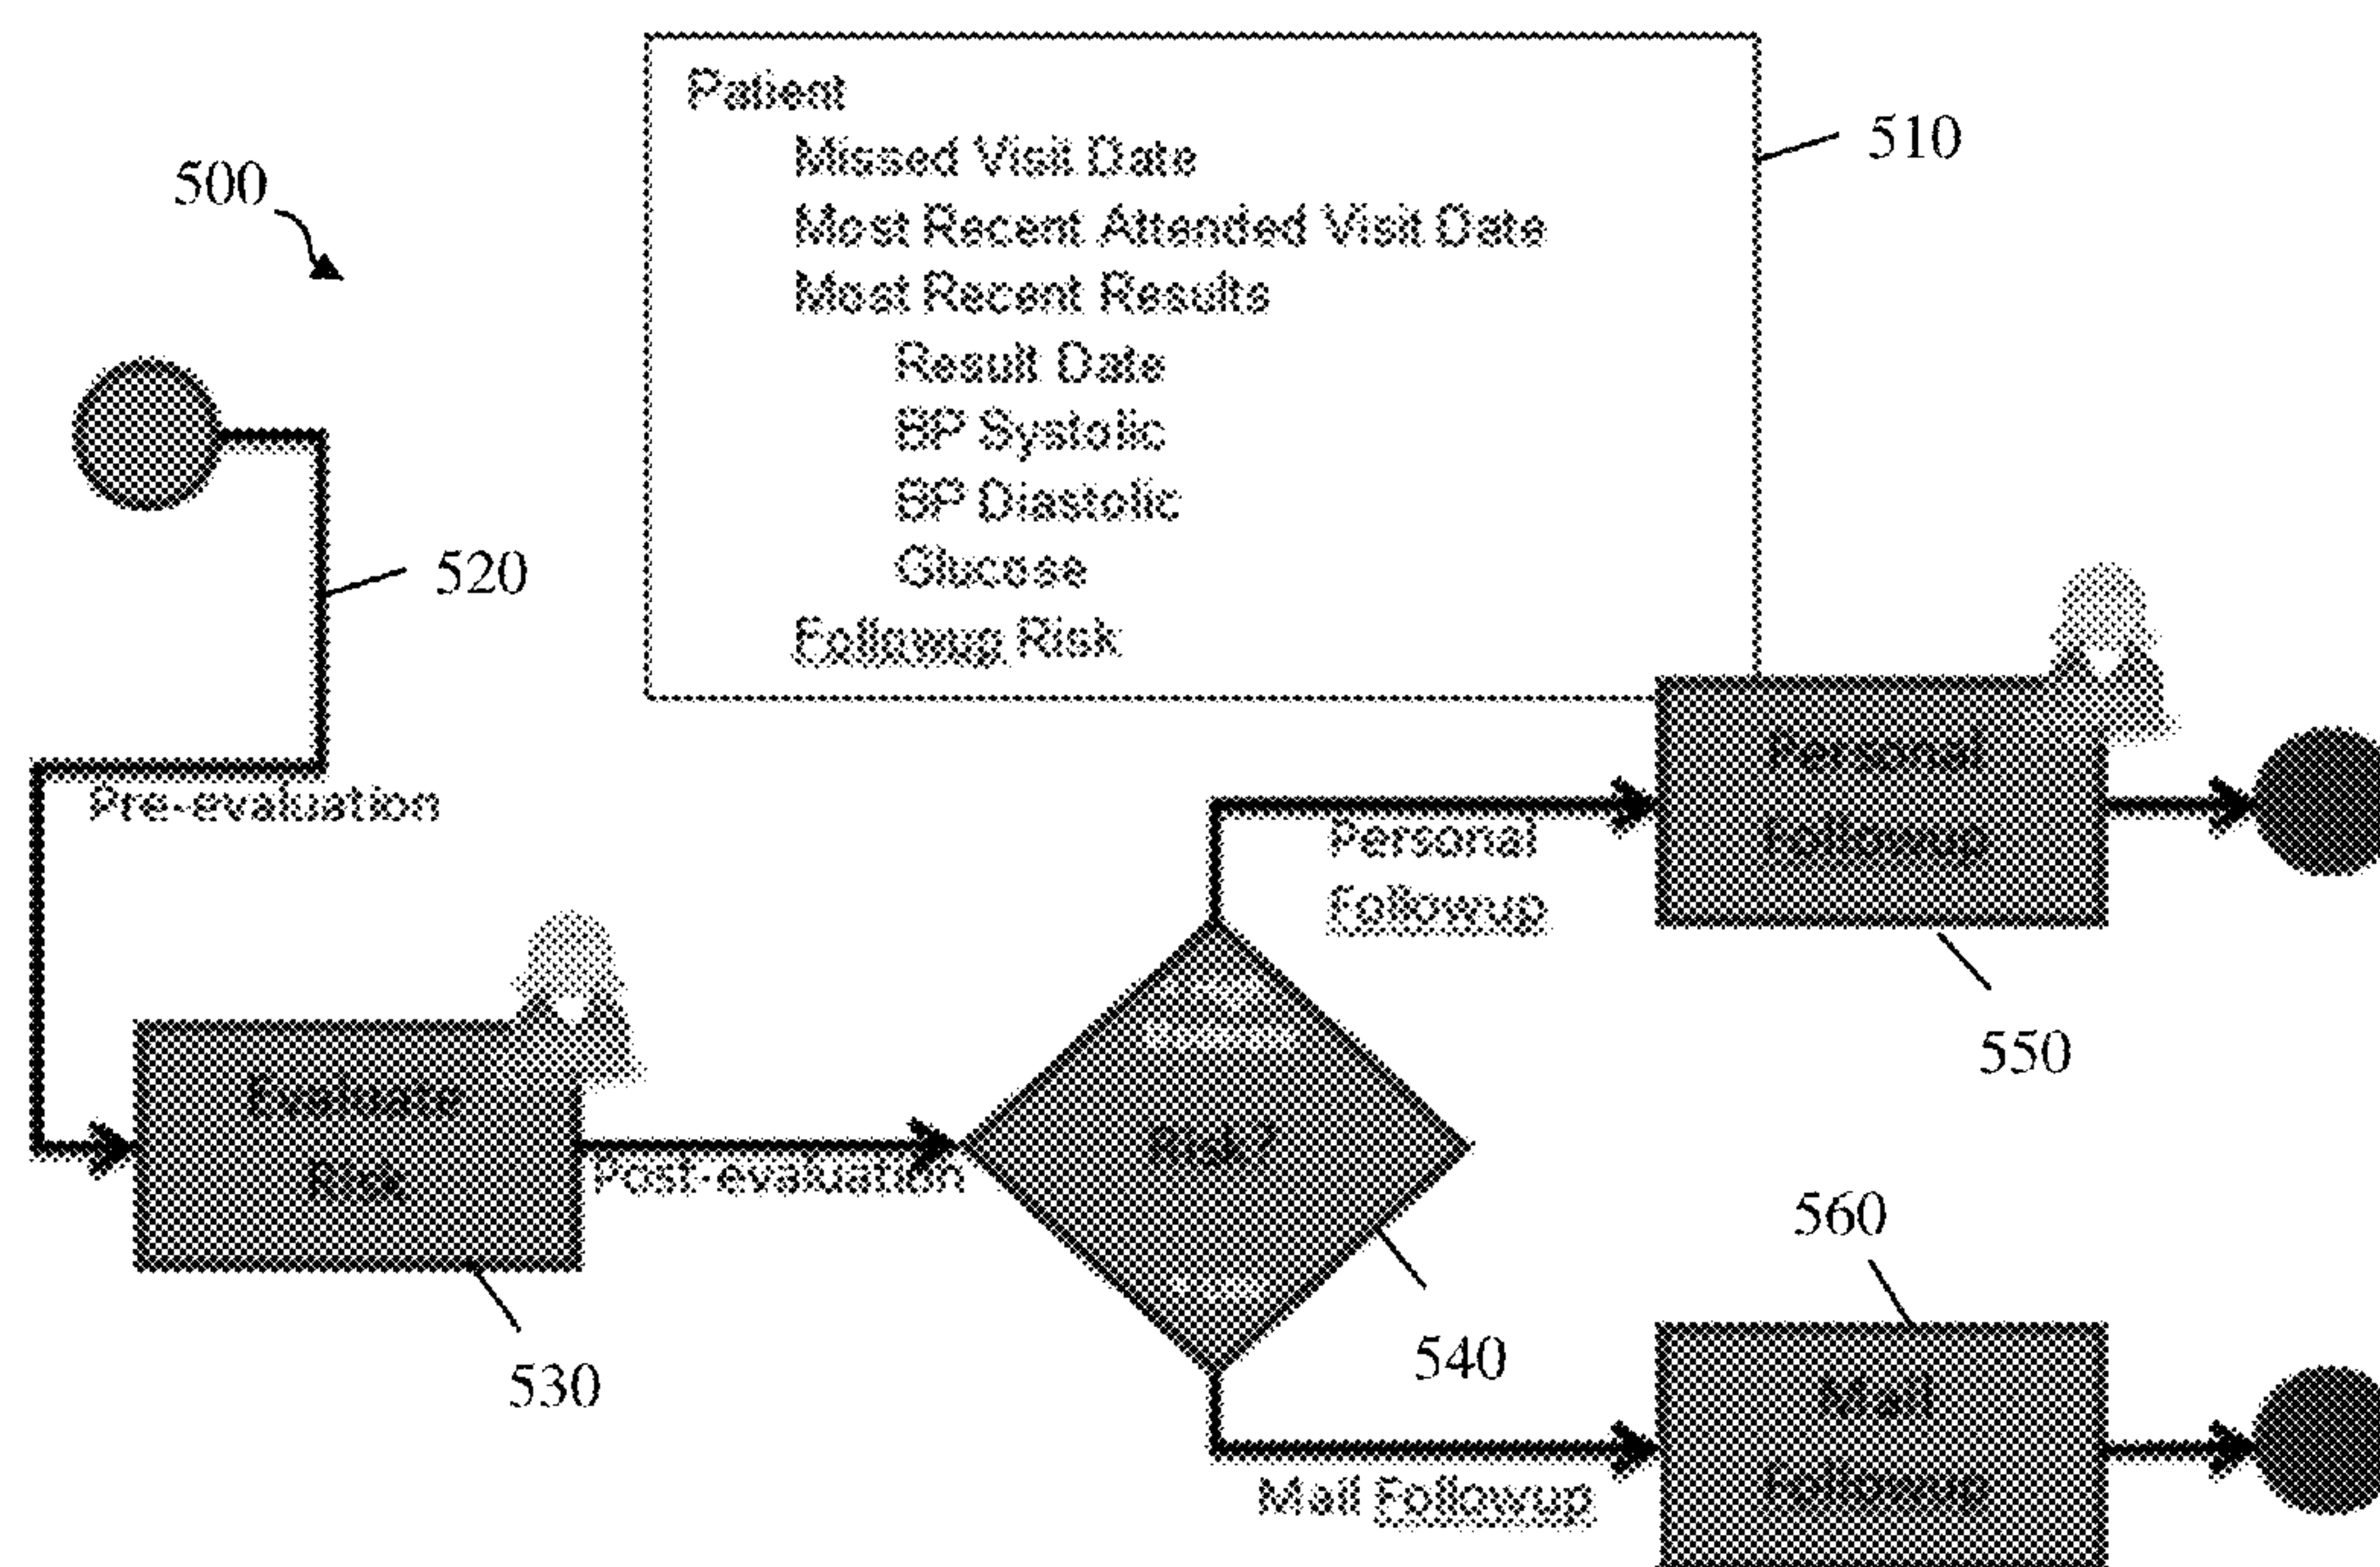 500
Patient
Missed Visit Date
Most Recent Attended Visit Date
Most Recent Results
Result Date
BP Systolic
BP Diastolic
Glucose
Followup Risk
510
520
Pre-evaluation
Personal
Followup
Personal
Followup
550
Evaluate
Risk
530
Post-evaluation
Risk?
540
560
Mail Followup
Mail
Followup